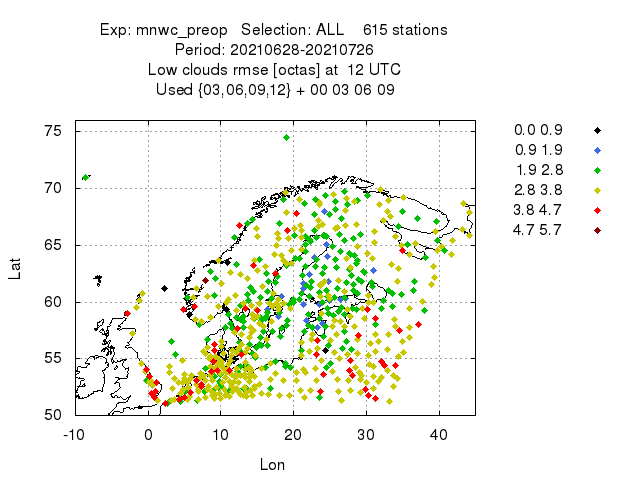 Exp: mnwc_preop   Selection: ALL    615 stations
Period: 20210628-20210726
Low clouds rmse [octas] at  12 UTC
Used {03,06,09,12} + 00 03 06 09
0.0 0.9
0.9 1.9
1.9 2.8
2.8 3.8
3.8 4.7
4.7 5.7
75
70
65
60
55
50
Lat
-10 0 10 20 30 40
Lon